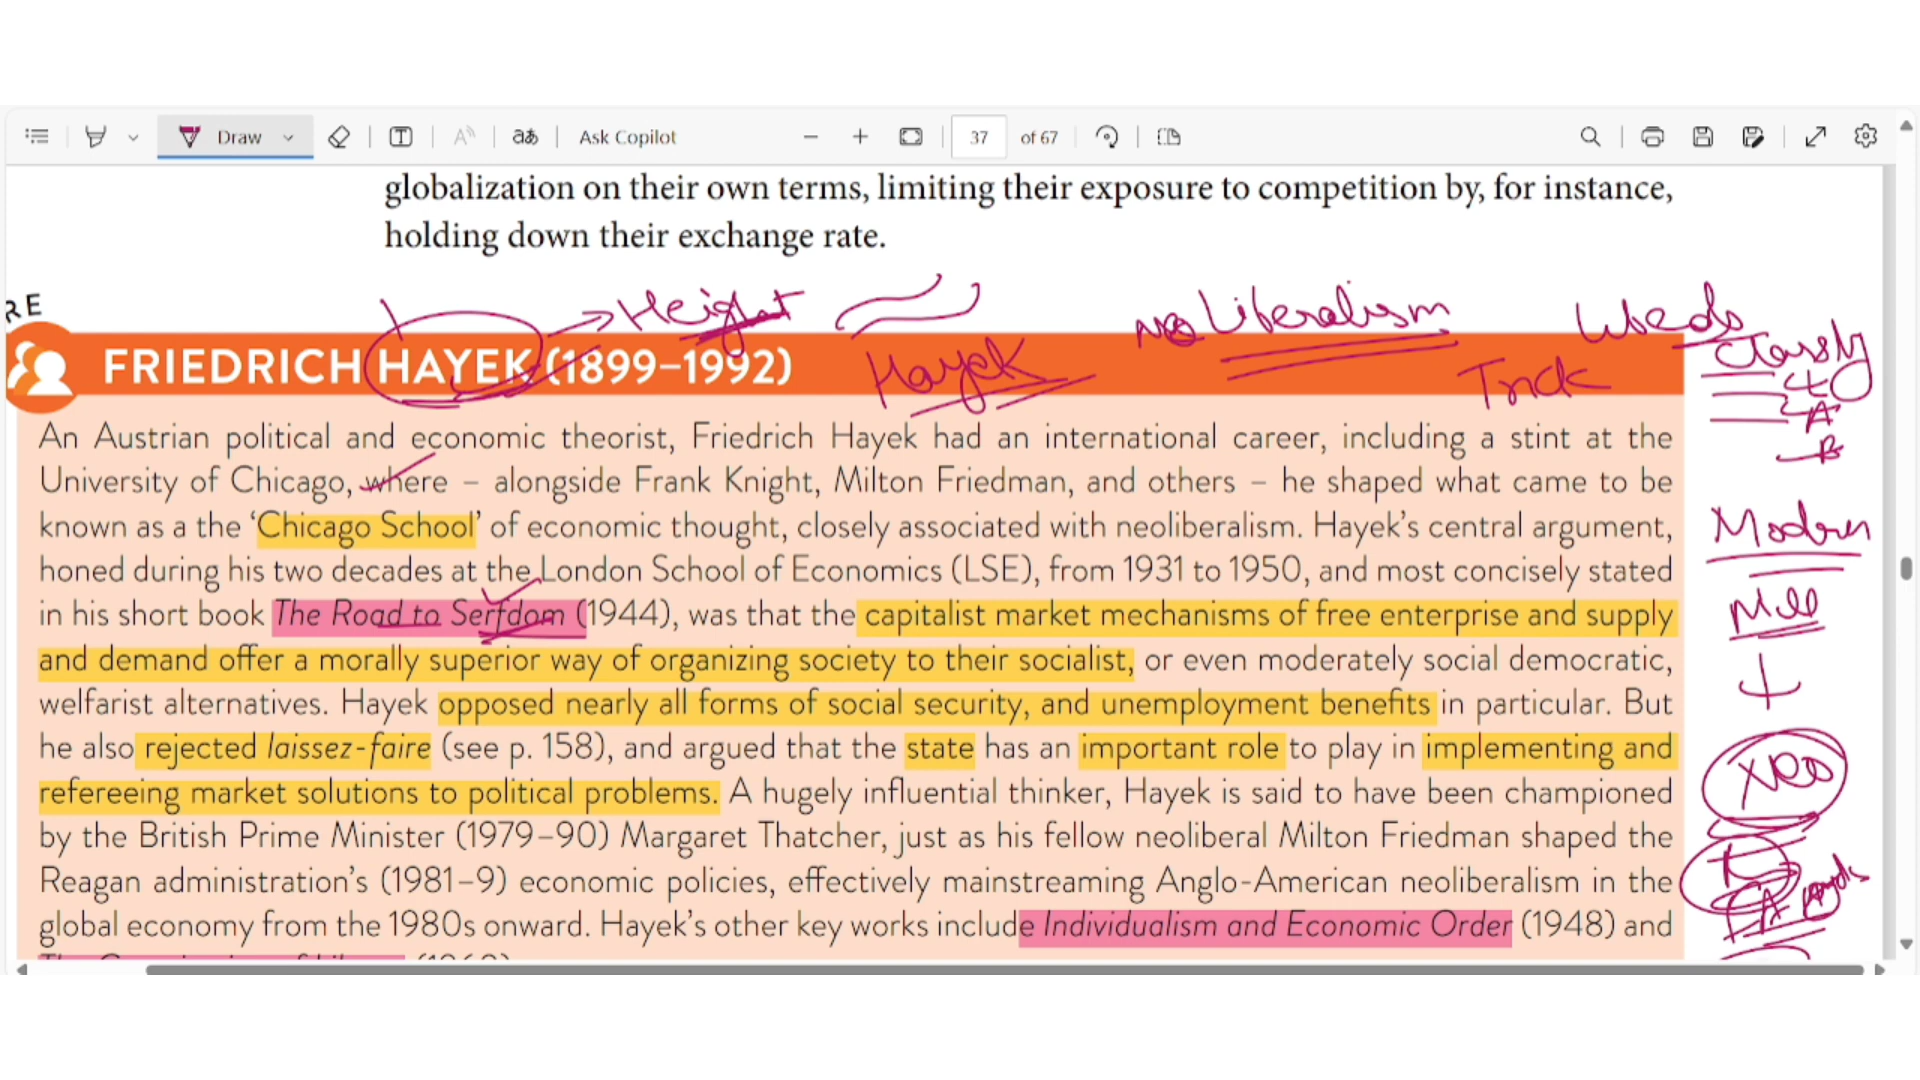 Draw
Ask Copilot
37 of 67
globalization on their own terms, limiting their exposure to competition by, for instance,
holding down their exchange rate.
RE
Height
Neo Liberalism
FRIEDRICH HAYEK (1899–1992)
Hayek
Trick
An Austrian political and economic theorist, Friedrich Hayek had an international career, including a stint at the
University of Chicago, where – alongside Frank Knight, Milton Friedman, and others – he shaped what came to be
known as a the ‘Chicago School’ of economic thought, closely associated with neoliberalism. Hayek’s central argument,
honed during his two decades at the London School of Economics (LSE), from 1931 to 1950, and most concisely stated
in his short book The Road to Serfdom (1944), was that the capitalist market mechanisms of free enterprise and supply
and demand offer a morally superior way of organizing society to their socialist, or even moderately social democratic,
welfarist alternatives. Hayek opposed nearly all forms of social security, and unemployment benefits in particular. But
he also rejected laissez-faire (see p. 158), and argued that the state has an important role to play in implementing and
refereeing market solutions to political problems. A hugely influential thinker, Hayek is said to have been championed
by the British Prime Minister (1979–90) Margaret Thatcher, just as his fellow neoliberal Milton Friedman shaped the
Reagan administration’s (1981–9) economic policies, effectively mainstreaming Anglo-American neoliberalism in the
global economy from the 1980s onward. Hayek’s other key works include Individualism and Economic Order (1948) and
A
B
Modern
Mill